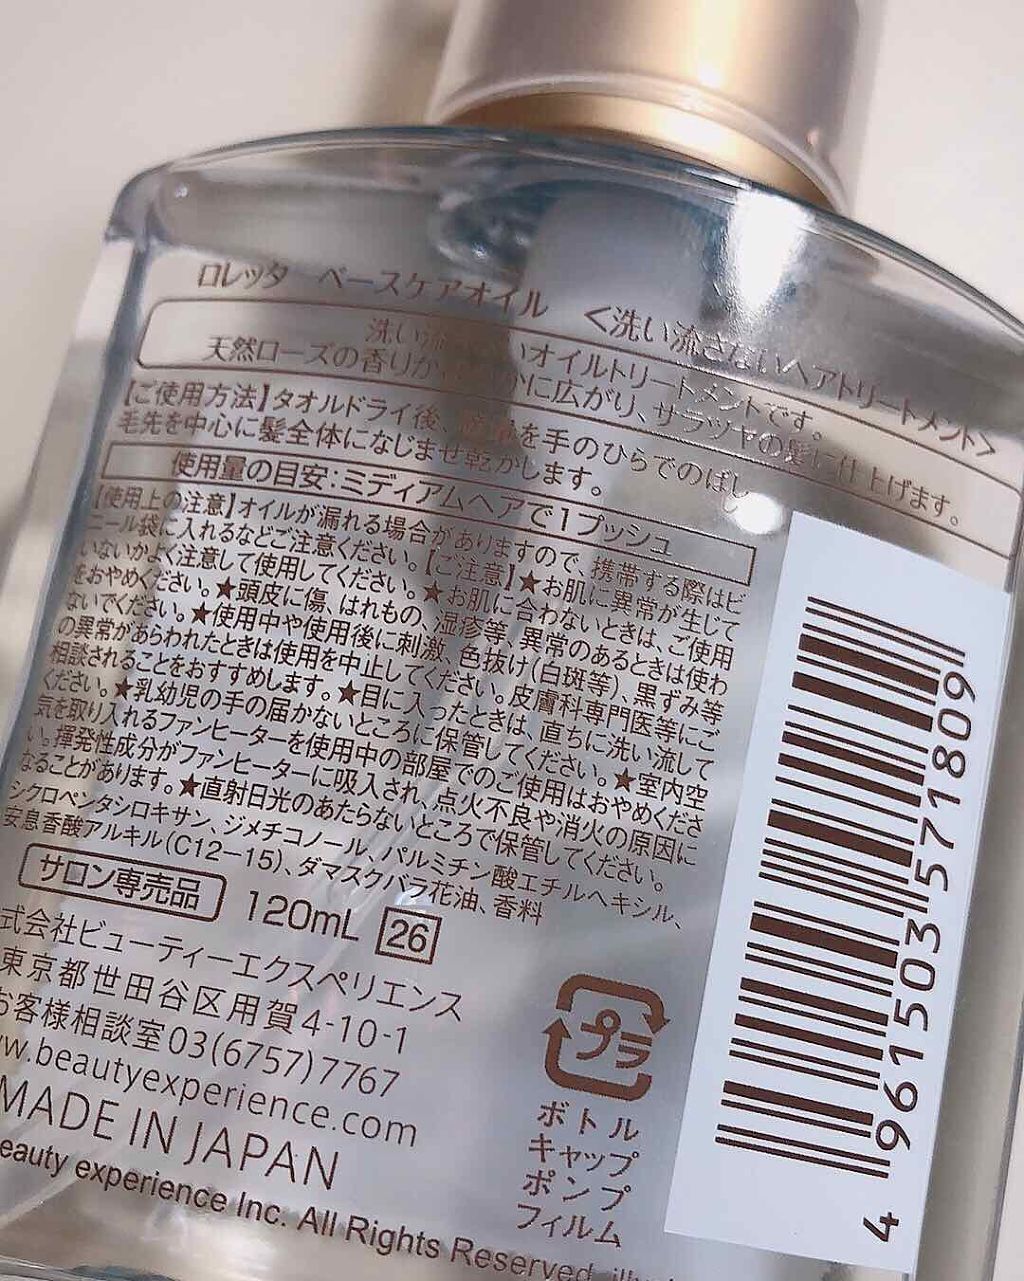 ロレッタ ベースケアオイル <洗い流さないヘアトリートメント>
洗い流さないオイルトリートメントです。
天然ローズの香りが に広がり、サラツヤの髪に仕上げます。
【ご使用方法】タオルドライ後、 を手のひらでのばし
毛先を中心に髪全体になじませ乾かします。
使用量の目安:ミディアムヘアで1プッシュ
【使用上の注意】オイルが漏れる場合がありますので、携帯する際はビ
ニール袋に入れるなどご注意ください。【ご注意】★お肌に異常が生じて
いないかよく注意して使用してください。★お肌に合わないときは、ご使用
をおやめください。★頭皮に傷、はれもの、湿疹等、異常のあるときは使わ
ないでください。★使用中や使用後に刺激、色抜け(白斑等)、黒ずみ等
の異常があらわれたときは使用を中止してください。皮膚科専門医等にご
相談されることをおすすめします。★目に入ったときは、直ちに洗い流して
ください。★乳幼児の手の届かないところに保管してください。★室内空
気を取り入れるファンヒーターを使用中の部屋でのご使用はおやめくださ
い。揮発性成分がファンヒーターに吸入され、点火不良や消火の原因に
なることがあります。★直射日光のあたらないところで保管してください。
シクロペンタシロキサン、ジメチコノール、パルミチン酸エチルヘキシル、
安息香酸アルキル(C12-15)、ダマスクバラ花油、香料
サロン専売品 120mL 26
式会社ビューティーエクスペリエンス
東京都世田谷区用賀4-10-1
お客様相談室03(6757)7767
w.beautyexperience.com
MADE IN JAPAN
eauty experience Inc. All Rights Reserved.
プラ
ボトル
キャップ
ポンプ
フィルム
4 961503 571809